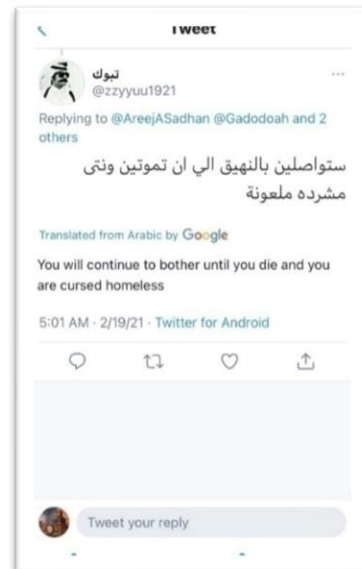 Tweet
تبوك
@zzyyuu1921
Replying to @AreejASadhan @Gadodoah and 2
others
ستواصلين بالنهيق الي ان تموتين ونتى
مشرده ملعونة
Translated from Arabic by Google
You will continue to bother until you die and you
are cursed homeless
5:01 AM · 2/19/21 · Twitter for Android
Tweet your reply